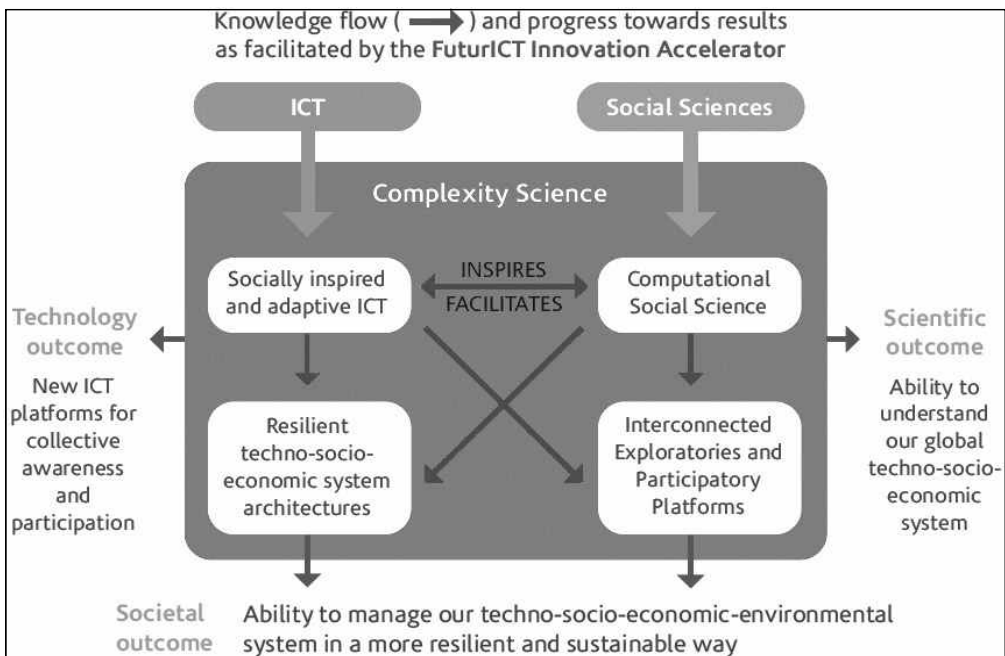 Knowledge flow ( → ) and progress towards results
as facilitated by the FuturICT Innovation Accelerator
ICT
Social Sciences
Complexity Science
Socially inspired
and adaptive ICT
INSPIRES
FACILITATES
Computational
Social Science
Technology
outcome
New ICT
platforms for
collective
awareness
and
participation
Resilient
techno-socio-
economic system
architectures
Interconnected
Exploratories and
Participatory
Platforms
Scientific
outcome
Ability to
understand
our global
techno-socio-
economic
system
Societal
outcome
Ability to manage our techno-socio-economic-environmental
system in a more resilient and sustainable way